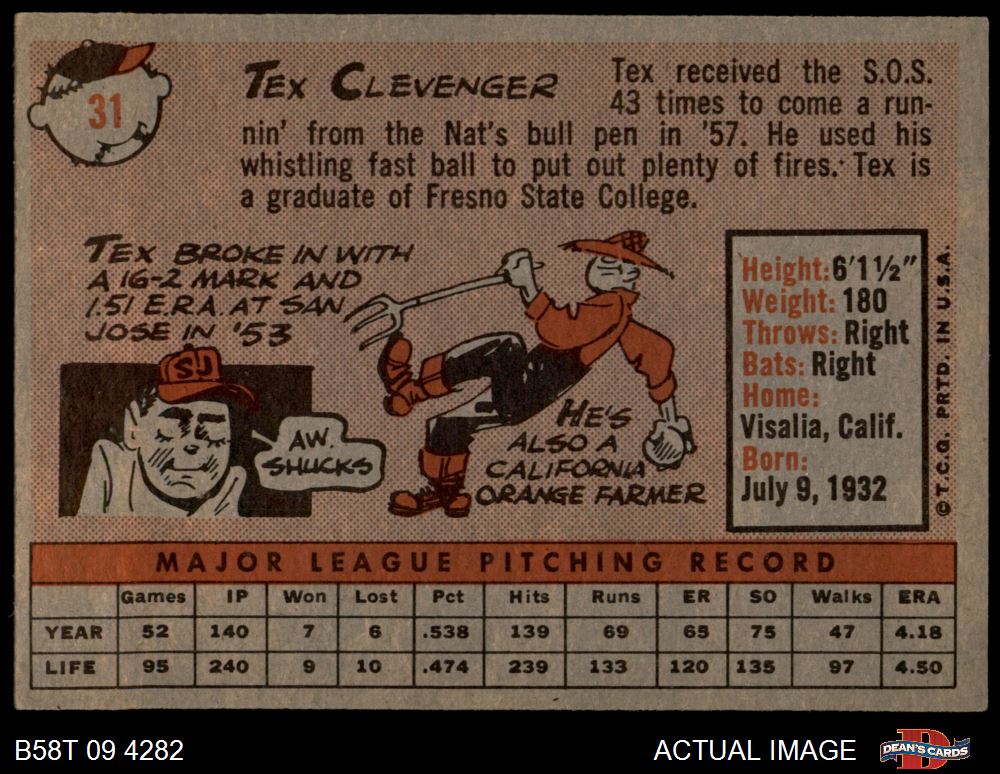 31
TEX CLEVENGER
Tex received the S.O.S.
43 times to come a run-
nin' from the Nat's bull pen in '57. He used his
whistling fast ball to put out plenty of fires. Tex is
a graduate of Fresno State College.
TEX BROKE IN WITH
A 16-2 MARK AND
1.51 E.R.A. AT SAN
JOSE IN '53
SJ
AW.
SHUCKS
HE'S
ALSO A
CALIFORNIA
ORANGE FARMER
Height: 6'1½"
Weight: 180
Throws: Right
Bats: Right
Home:
Visalia, Calif.
Born:
July 9, 1932
© T.C.G. PRTD. IN U.S.A.
MAJOR LEAGUE PITCHING RECORD
Games IP Won Lost Pct Hits Runs ER SO Walks ERA
YEAR 52 140 7 6 .538 139 69 65 75 47 4.18
LIFE 95 240 9 10 .474 239 133 120 135 97 4.50
B58T 09 4282
ACTUAL IMAGE
D
DEAN'S CARDS